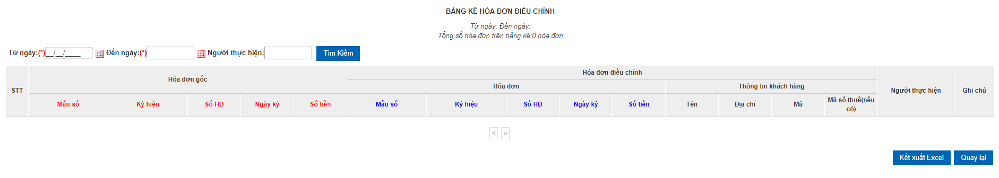 BẢNG KÊ HÓA ĐƠN ĐIỀU CHỈNH
Từ ngày: Đến ngày:
Tổng số hóa đơn trên bảng kê:0 hóa đơn
Từ ngày:(*)__/__/____ Đến ngày:(*) Người thực hiện: Tìm Kiếm
STT Hóa đơn gốc Hóa đơn điều chỉnh Người thực hiện Ghi chú
Hóa đơn Thông tin khách hàng
Mẫu số Ký hiệu Số HD Ngày ký Số tiền Mẫu số Ký hiệu Số HĐ Ngày ký Số tiền Tên Địa chỉ Mã Mã số thuế(nếu
có)
< >
Kết xuất Excel Quay lại